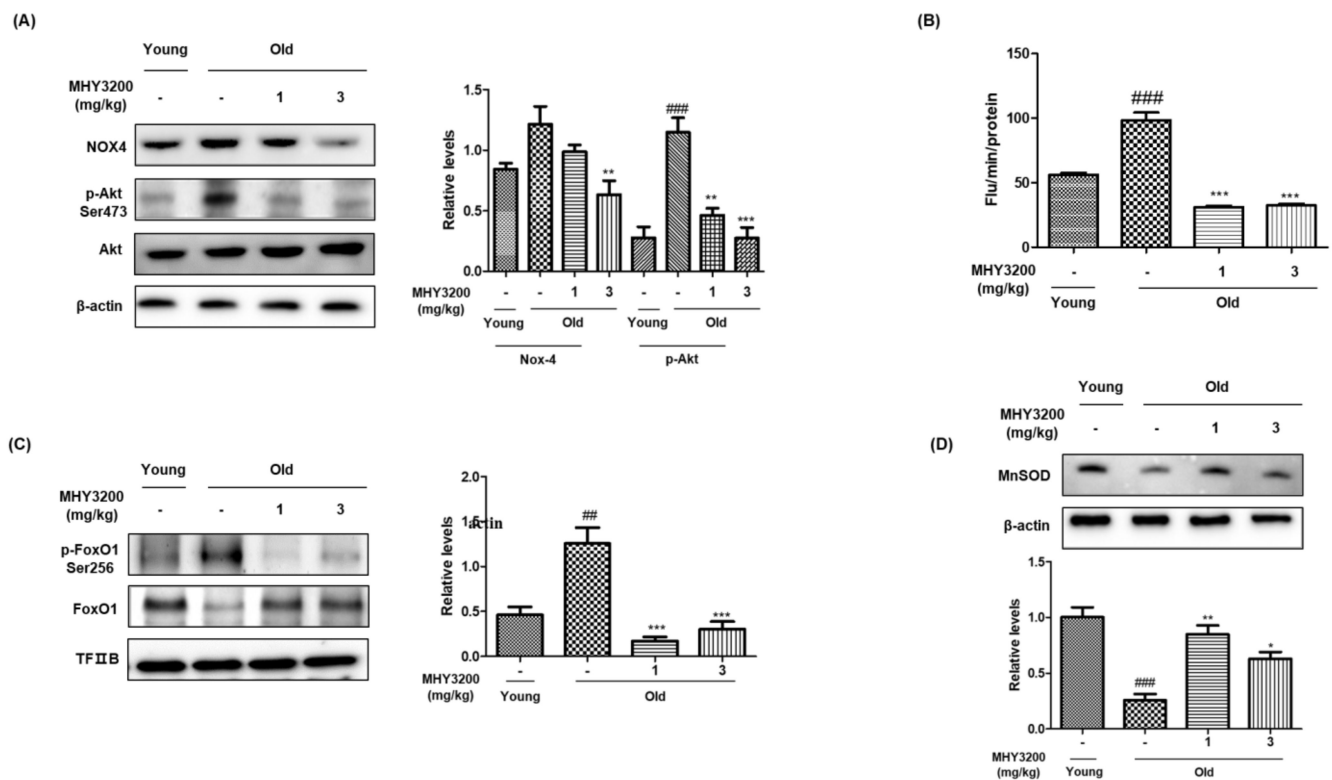 (A)
Young Old
MHY3200
(mg/kg) - - 1 3
NOX4
p-Akt
Ser473
Akt
β-actin
Relative levels
1.5
1.0
0.5
0.0
###
**
**
***
MHY3200
(mg/kg) - - 1 3 - - 1 3
Young Old Young Old
Nox-4 p-Akt
(B)
Flu/min/protein
150
100
50
0
###
***
***
MHY3200
(mg/kg) - - 1 3
Young Old
(C)
Young Old
MHY3200
(mg/kg) - - 1 3
p-FoxO1
Ser256
FoxO1
TFⅡB
Relative levels
2.0
1.5
actin
1.0
0.5
0.0
##
***
***
MHY3200
(mg/kg) - - 1 3
Young Old
(D)
Young Old
MHY3200
(mg/kg) - - 1 3
MnSOD
β-actin
Relative levels
1.5
1.0
0.5
0.0
###
**
*
MHY3200
(mg/kg) - - 1 3
Young Old